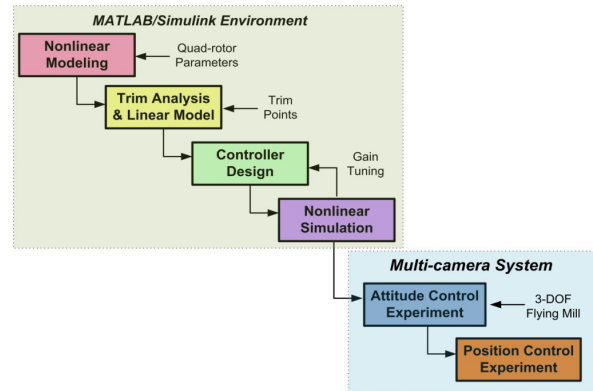 MATLAB/Simulink Environment
Nonlinear
Modeling
Quad-rotor
Parameters
Trim Analysis
& Linear Model
Trim
Points
Controller
Design
Gain
Tuning
Nonlinear
Simulation
Multi-camera System
Attitude Control
Experiment
3-DOF
Flying Mill
Position Control
Experiment